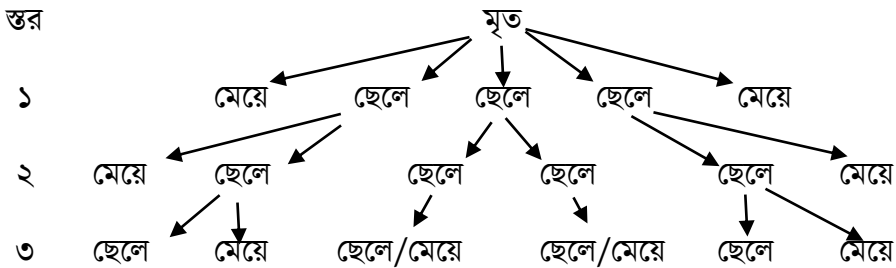 স্তর মৃত
১ মেয়ে ছেলে ছেলে ছেলে মেয়ে
২ মেয়ে ছেলে ছেলে ছেলে ছেলে মেয়ে
৩ ছেলে মেয়ে ছেলে/মেয়ে ছেলে/মেয়ে ছেলে মেয়ে